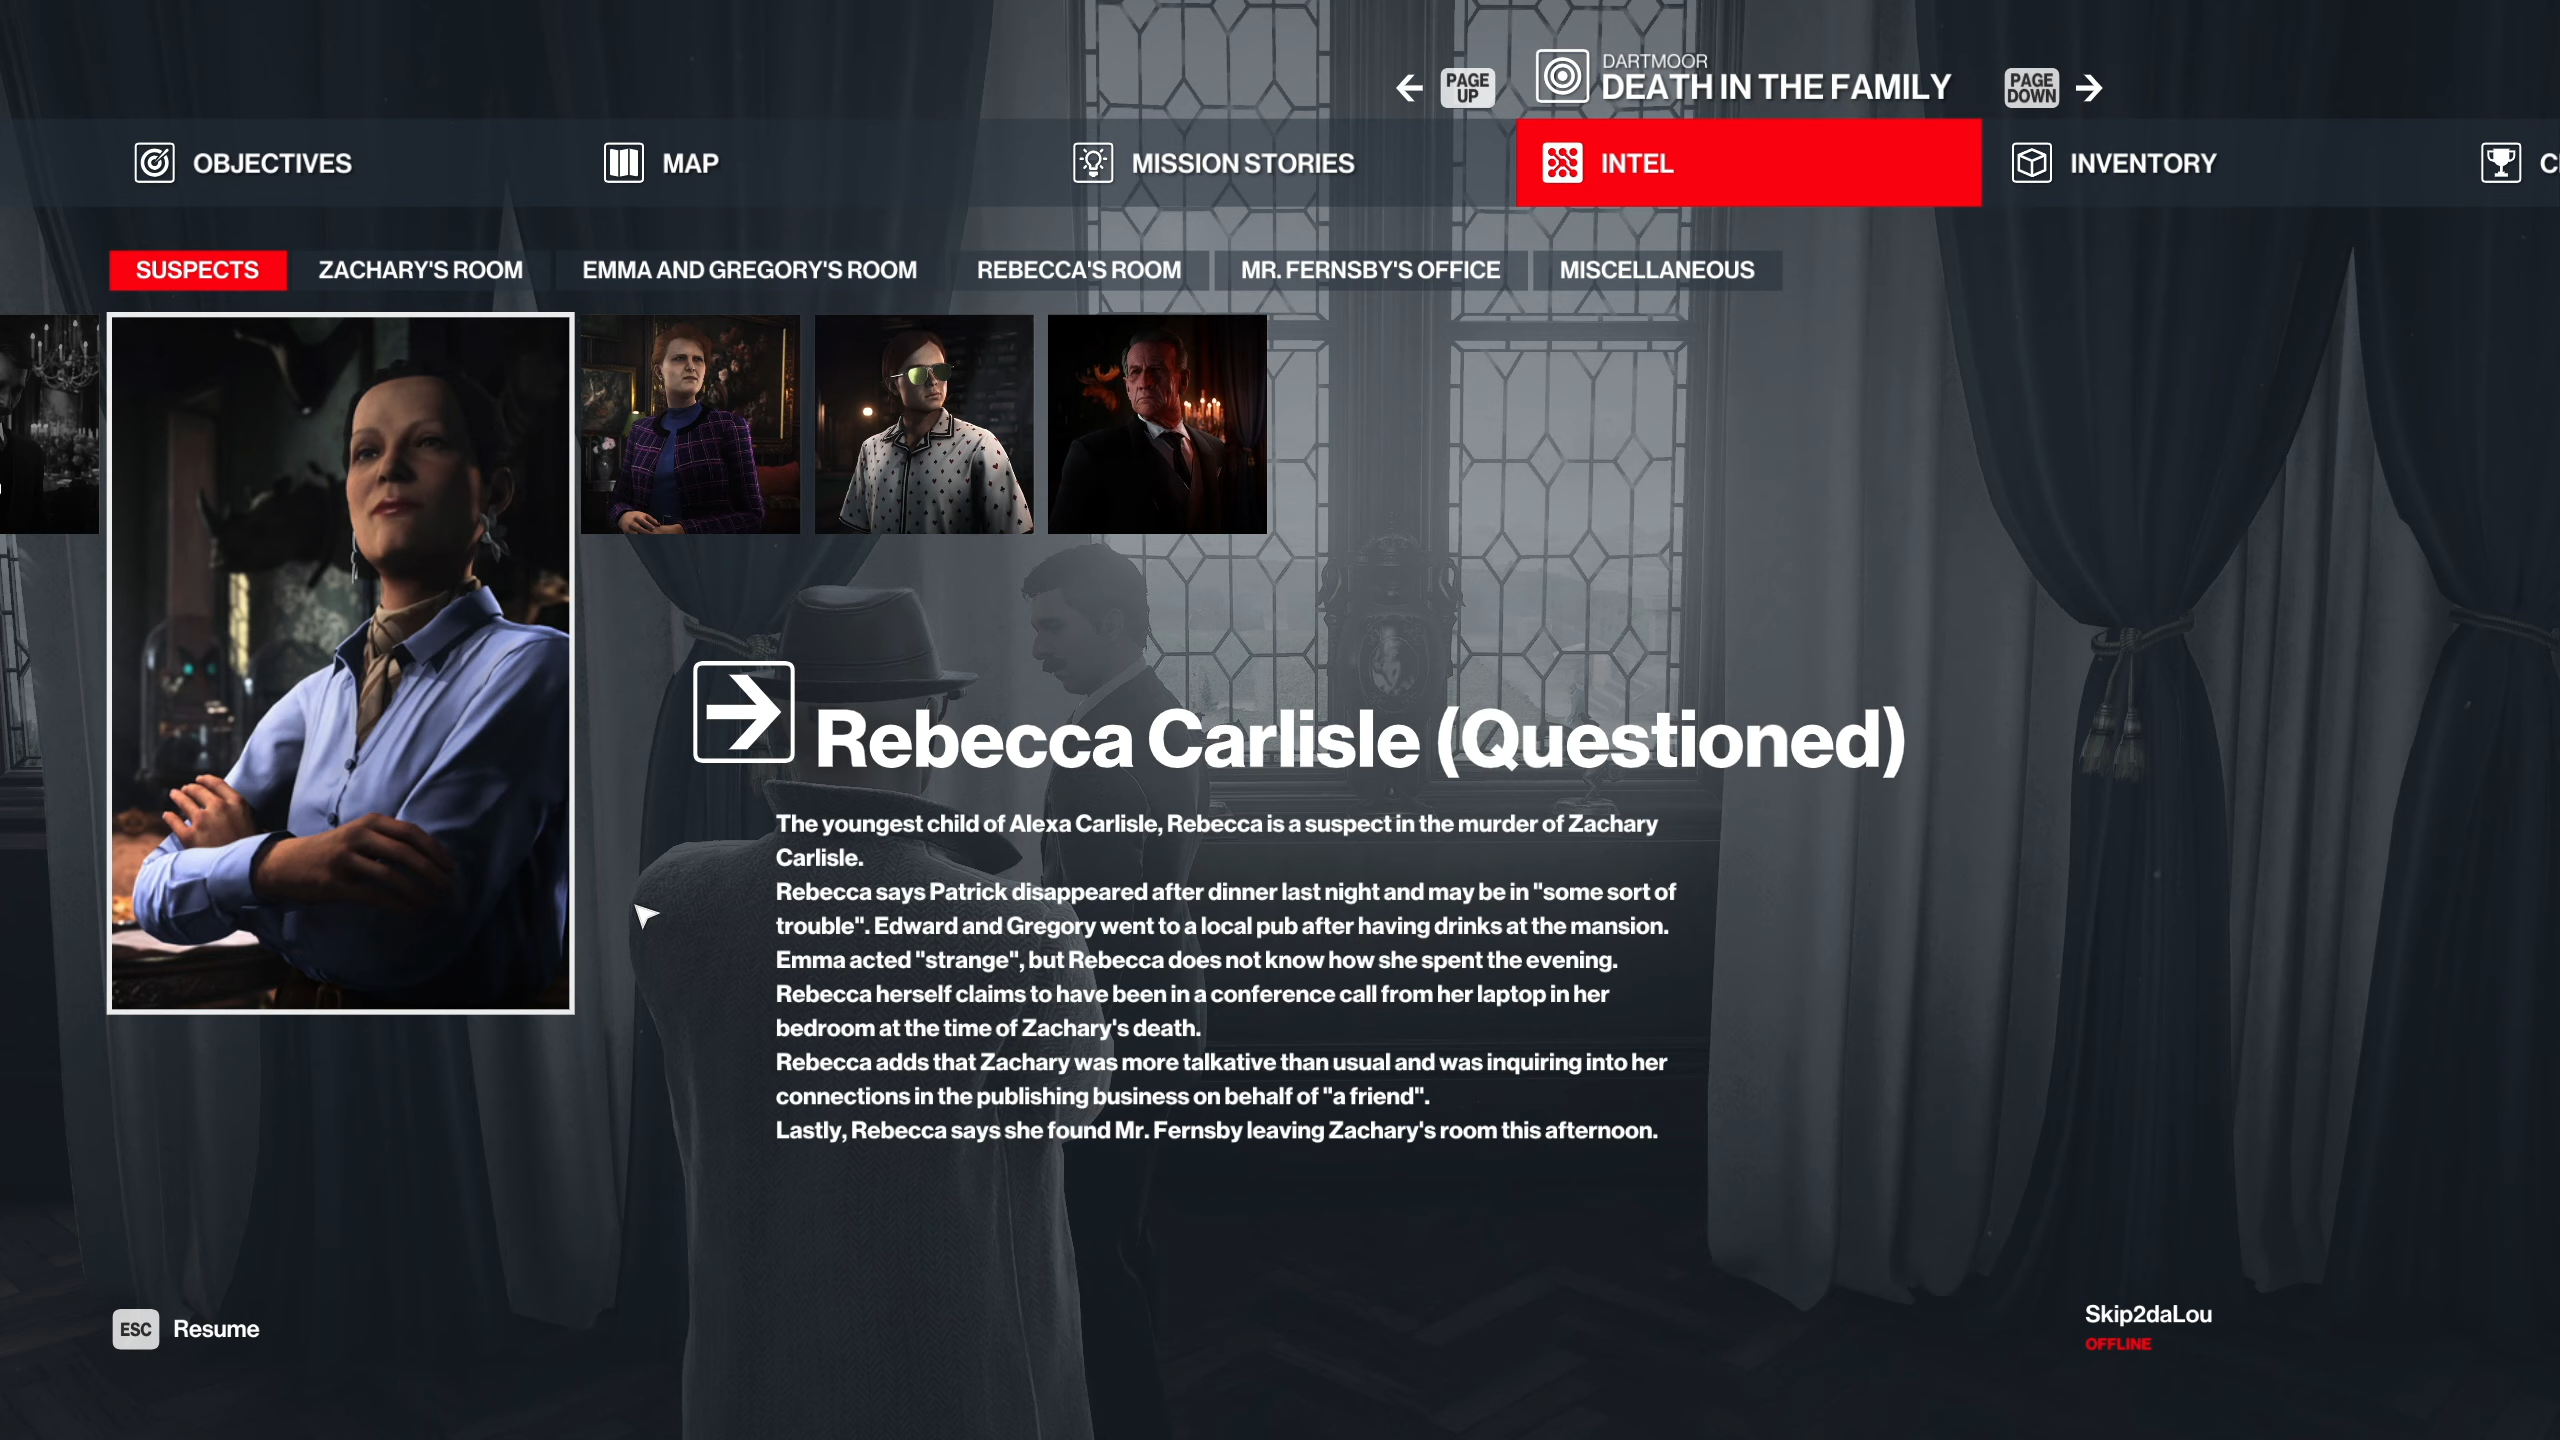 PAGE UP
DARTMOOR
DEATH IN THE FAMILY
PAGE DOWN
OBJECTIVES
MAP
MISSION STORIES
INTEL
INVENTORY
SUSPECTS
ZACHARY'S ROOM
EMMA AND GREGORY'S ROOM
REBECCA'S ROOM
MR. FERNSBY'S OFFICE
MISCELLANEOUS
Rebecca Carlisle (Questioned)
The youngest child of Alexa Carlisle, Rebecca is a suspect in the murder of Zachary
Carlisle.
Rebecca says Patrick disappeared after dinner last night and may be in "some sort of
trouble". Edward and Gregory went to a local pub after having drinks at the mansion.
Emma acted "strange", but Rebecca does not know how she spent the evening.
Rebecca herself claims to have been in a conference call from her laptop in her
bedroom at the time of Zachary's death.
Rebecca adds that Zachary was more talkative than usual and was inquiring into her
connections in the publishing business on behalf of "a friend".
Lastly, Rebecca says she found Mr. Fernsby leaving Zachary's room this afternoon.
ESC
Resume
Skip2daLou
OFFLINE